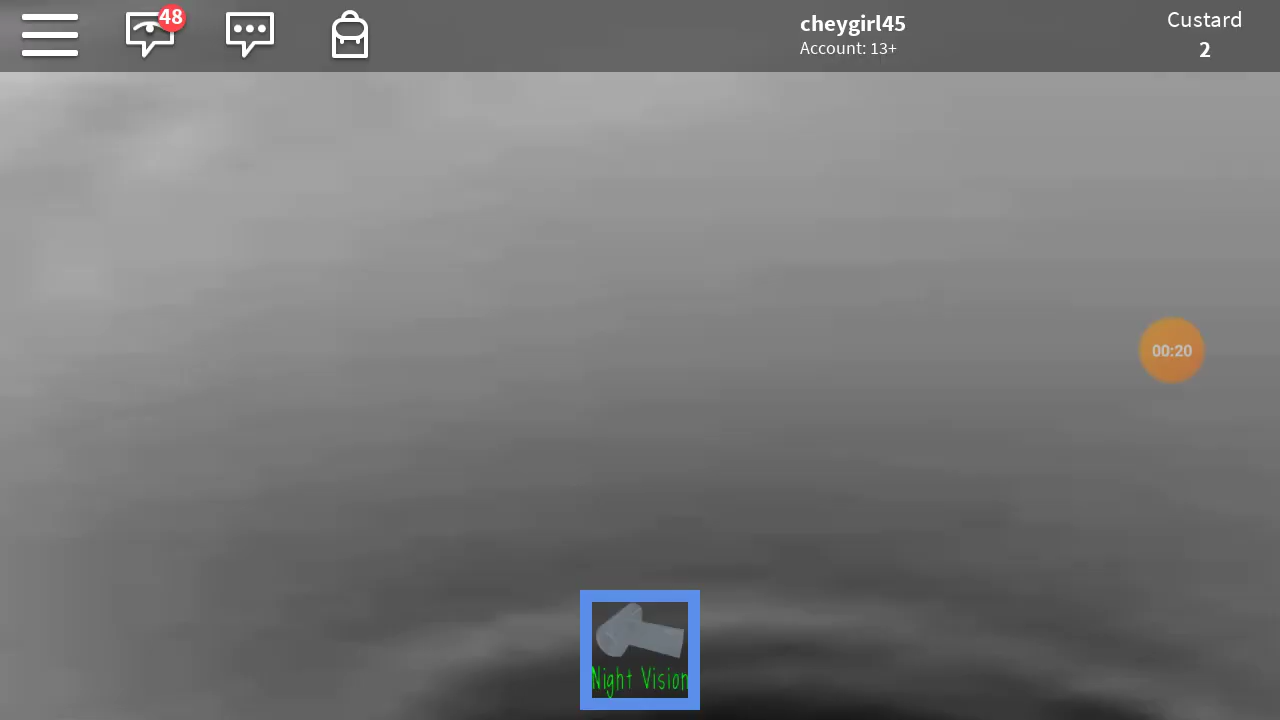 48
cheygirl45
Account: 13+
Custard
2
00:20
Night Vision